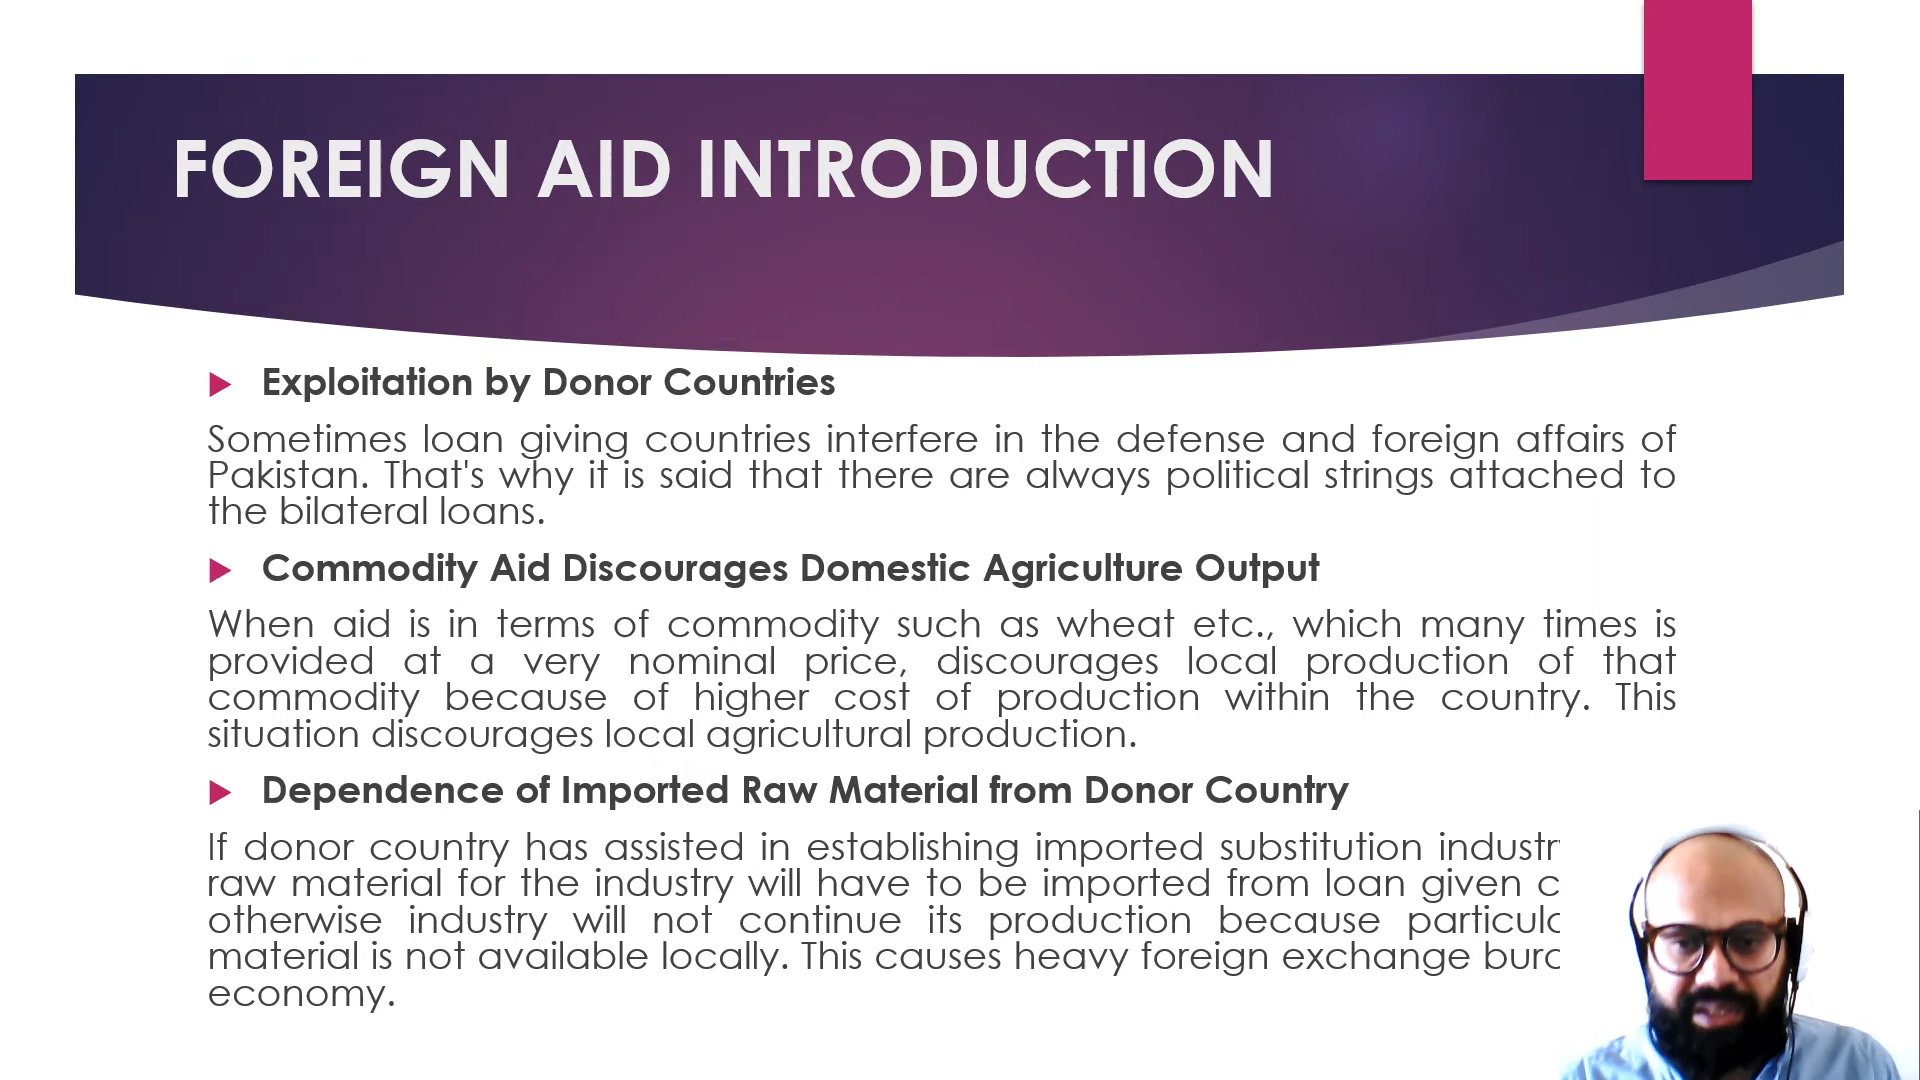 FOREIGN AID INTRODUCTION
Exploitation by Donor Countries
Sometimes loan giving countries interfere in the defense and foreign affairs of
Pakistan. That's why it is said that there are always political strings attached to
the bilateral loans.
Commodity Aid Discourages Domestic Agriculture Output
When aid is in terms of commodity such as wheat etc., which many times is
provided at a very nominal price, discourages local production of that
commodity because of higher cost of production within the country. This
situation discourages local agricultural production.
Dependence of Imported Raw Material from Donor Country
If donor country has assisted in establishing imported substitution
raw material for the industry will have to be imported from loan given
otherwise industry will not continue its production because
material is not available locally. This causes heavy foreign exchange
economy.